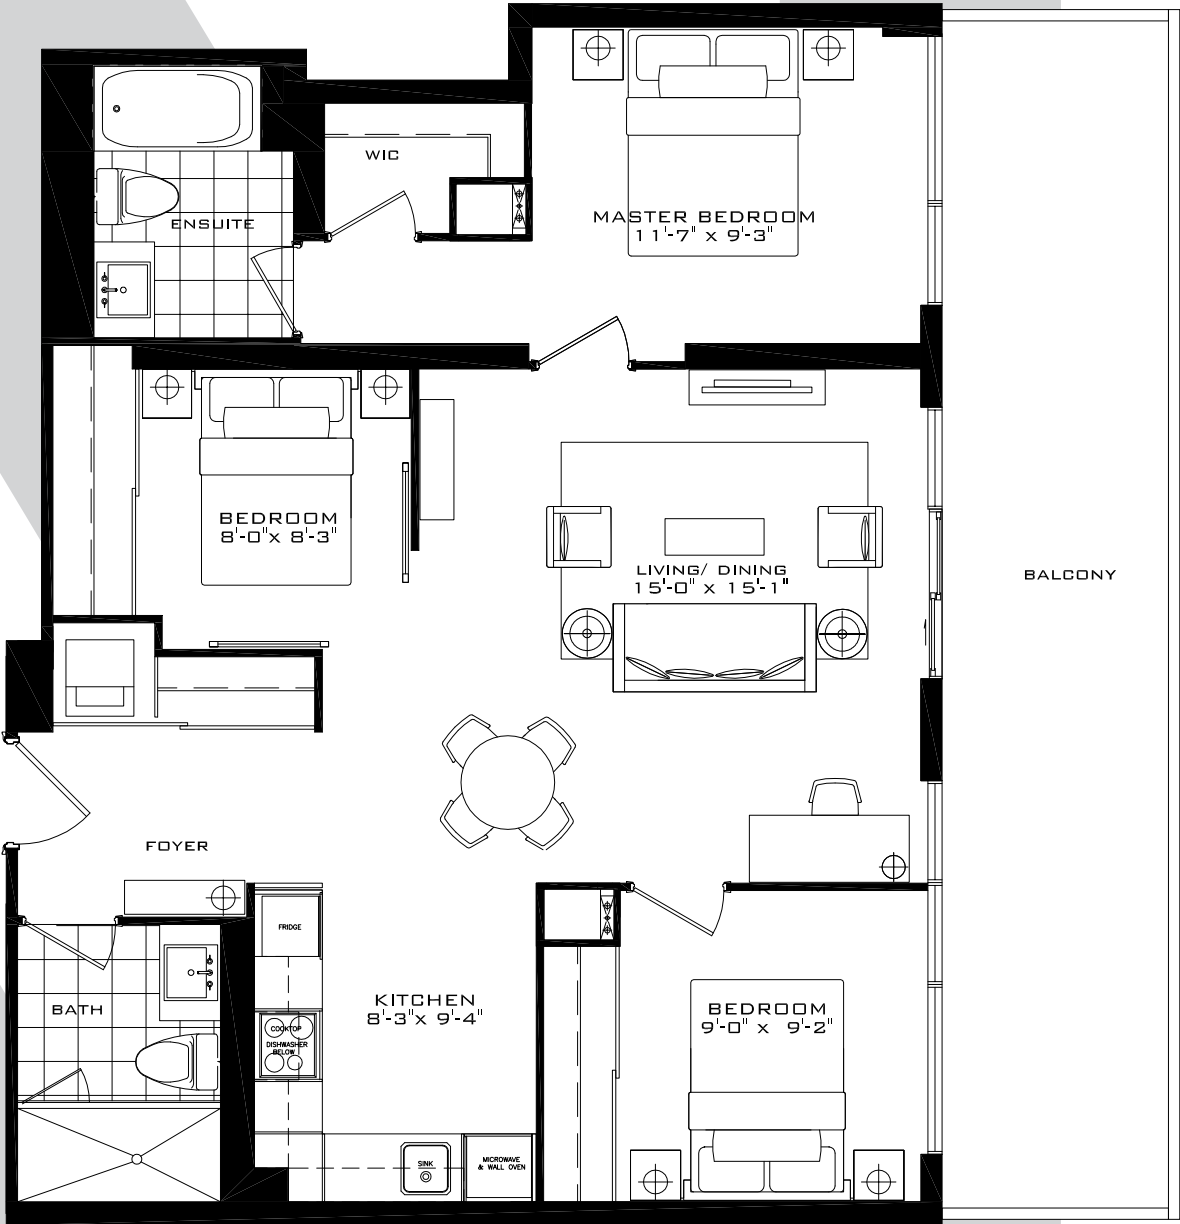 WIC
ENSUITE
MASTER BEDROOM
11'-7" x 9'-3"
BEDROOM
8'-0"x 8'-3"
LIVING/ DINING
15'-0" x 15'-1"
BALCONY
FOYER
FRIDGE
BATH
KITCHEN
8'-3"x 9'-4"
COOKTOP
DISHWASHER
BELOW
BEDROOM
9'-0" x 9'-2"
SINK
MICROWAVE
& WALL OVEN